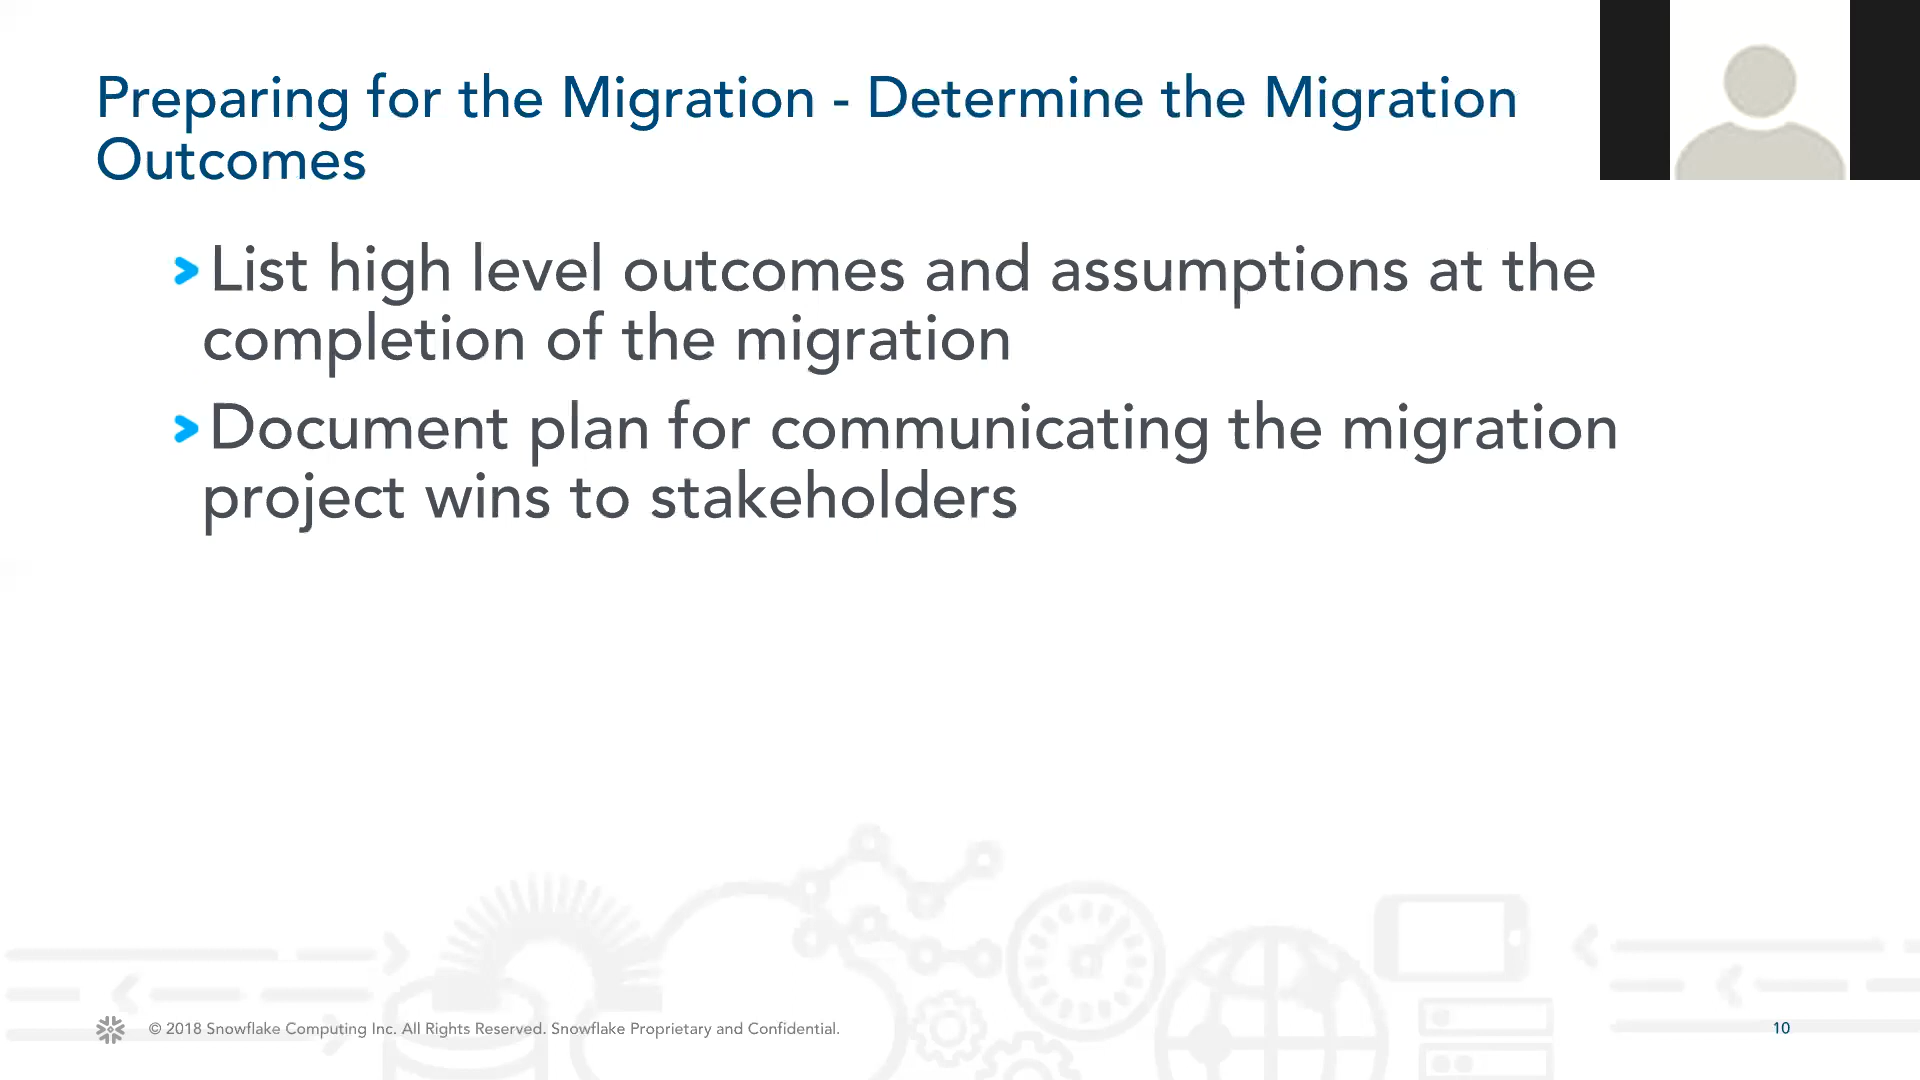 Preparing for the Migration - Determine the Migration
Outcomes
List high level outcomes and assumptions at the
completion of the migration
Document plan for communicating the migration
project wins to stakeholders
© 2018 Snowflake Computing Inc. All Rights Reserved. Snowflake Proprietary and Confidential.
10